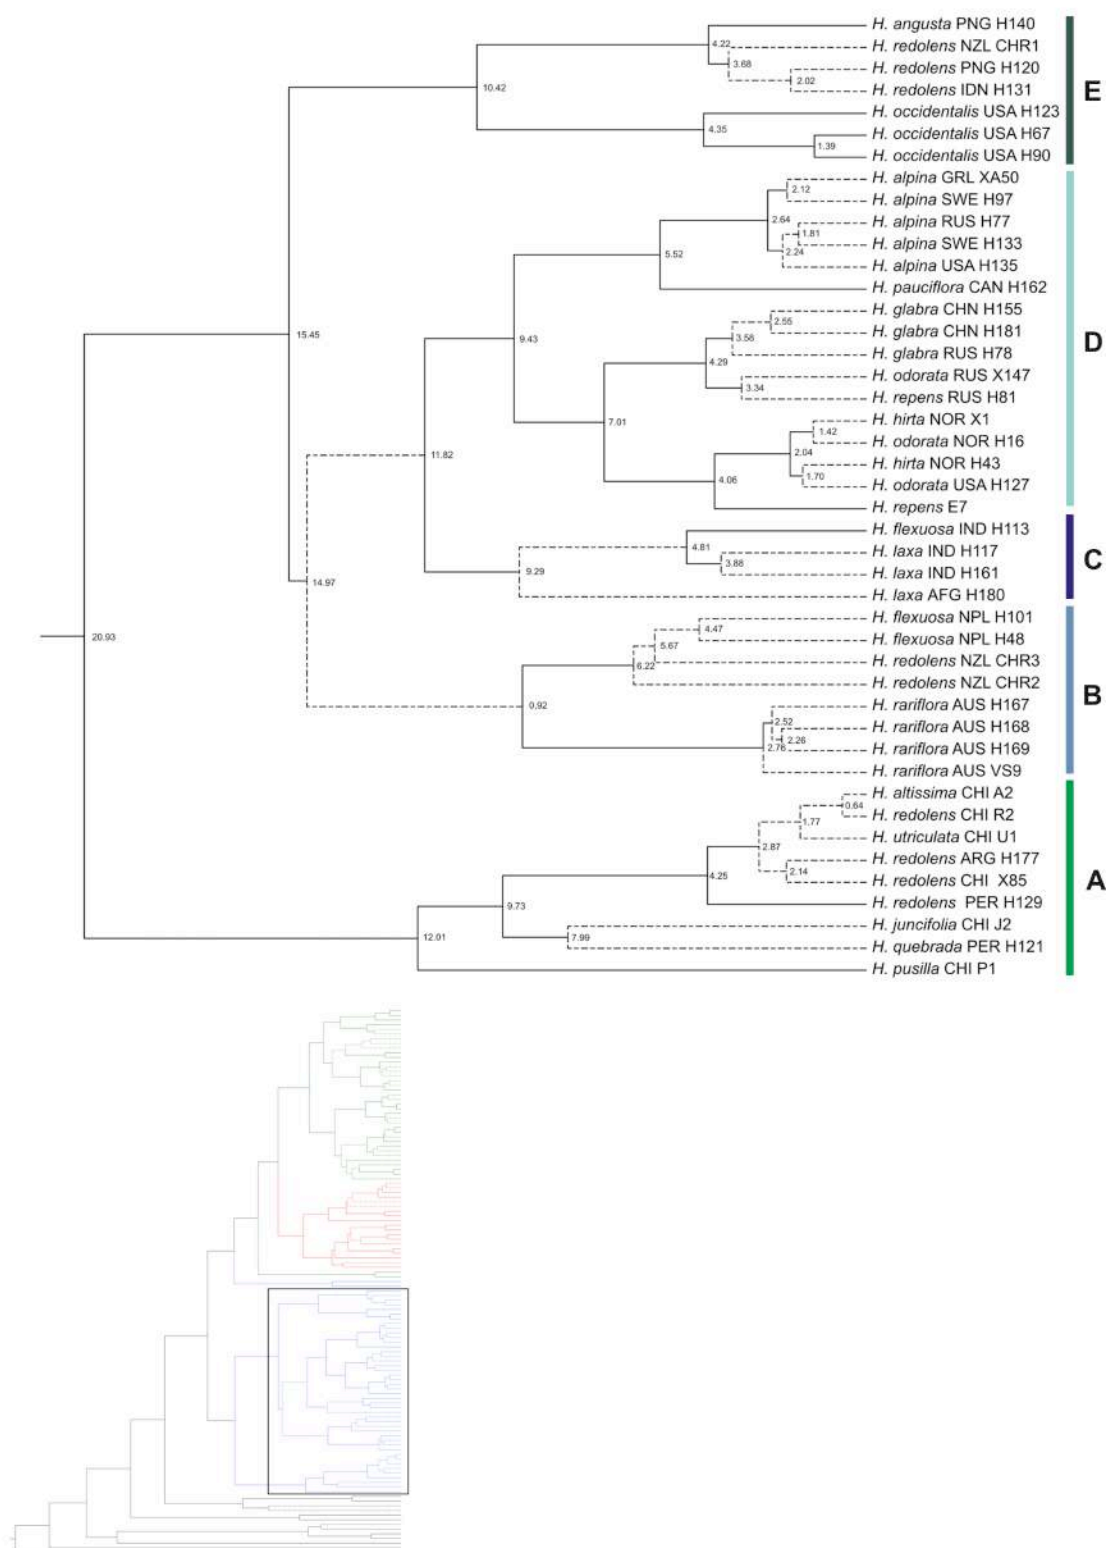 H. angusta PNG H140
4.22
H. redolens NZL CHR1
3.68
H. redolens PNG H120
2.02
10.42
H. redolens IDN H131
E
H. occidentalis USA H123
4.35
H. occidentalis USA H67
1.39
H. occidentalis USA H90
H. alpina GRL XA50
2.12
H. alpina SWE H97
2.64
H. alpina RUS H77
1.81
H. alpina SWE H133
2.24
5.52
H. alpina USA H135
H. pauciflora CAN H162
H. glabra CHN H155
2.55
15.45
H. glabra CHN H181
3.58
9.43
D
H. glabra RUS H78
4.29
H. odorata RUS X147
3.34
H. repens RUS H81
7.01
H. hirta NOR X1
1.42
H. odorata NOR H16
2.04
11.82
H. hirta NOR H43
4.06
1.70
H. odorata USA H127
H. repens E7
H. flexuosa IND H113
4.81
H. laxa IND H117
3.88
C
9.29
H. laxa IND H161
14.97
H. laxa AFG H180
H. flexuosa NPL H101
4.47
20.93
H. flexuosa NPL H48
5.67
H. redolens NZL CHR3
6.22
H. redolens NZL CHR2
B
0.92
H. rariflora AUS H167
2.52
H. rariflora AUS H168
2.26
2.76
H. rariflora AUS H169
H. rariflora AUS VS9
H. altissima CHI A2
0.64
H. redolens CHI R2
1.77
H. utriculata CHI U1
2.87
H. redolens ARG H177
2.14
4.25
H. redolens CHI X85
A
H. redolens PER H129
9.73
H. juncifolia CHI J2
12.01
7.99
H. quebrada PER H121
H. pusilla CHI P1